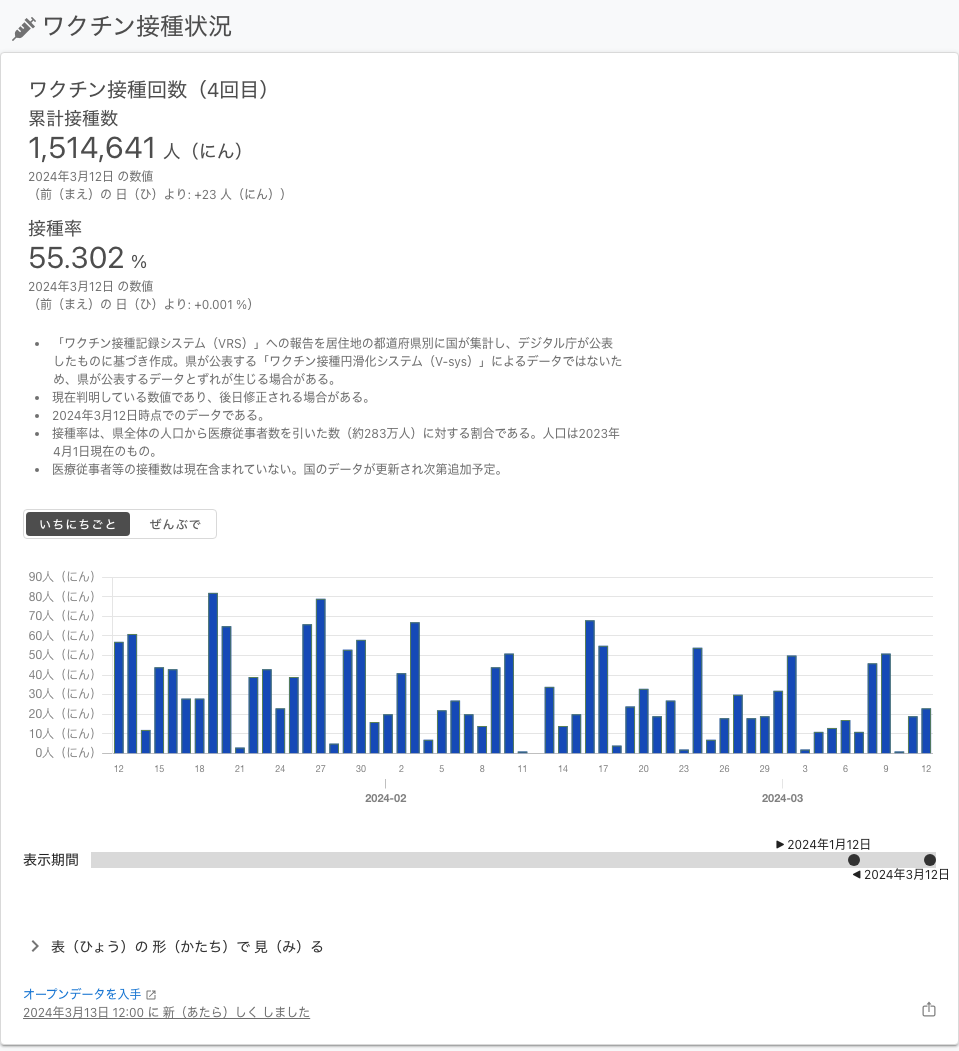 ワクチン接種状況
ワクチン接種回数（4回目）
累計接種数
1,514,641 人（にん）
2024年3月12日 の数値
（前（まえ）の 日（ひ）より: +23 人（にん））
接種率
55.302 %
2024年3月12日 の数値
（前（まえ）の 日（ひ）より: +0.001 %）
• 「ワクチン接種記録システム（VRS）」への報告を居住地の都道府県別に国が集計し、デジタル庁が公表
したものに基づき作成。県が公表する「ワクチン接種円滑化システム（V-sys）」によるデータではないた
め、県が公表するデータとずれが生じる場合がある。
• 現在判明している数値であり、後日修正される場合がある。
• 2024年3月12日時点でのデータである。
• 接種率は、県全体の人口から医療従事者数を引いた数（約283万人）に対する割合である。人口は2023年
4月1日現在のもの。
• 医療従事者等の接種数は現在含まれていない。国のデータが更新され次第追加予定。
いちにちごと ぜんぶで
90人（にん）
80人（にん）
70人（にん）
60人（にん）
50人（にん）
40人（にん）
30人（にん）
20人（にん）
10人（にん）
0人（にん）
12 15 18 21 24 27 30 2 5 8 11 14 17 20 23 26 29 3 6 9 12
2024-02 2024-03
▶ 2024年1月12日
表示期間
◀ 2024年3月12日
表（ひょう）の 形（かたち）で 見（み）る
オープンデータを入手
2024年3月13日 12:00 に 新（あたら）しく しました